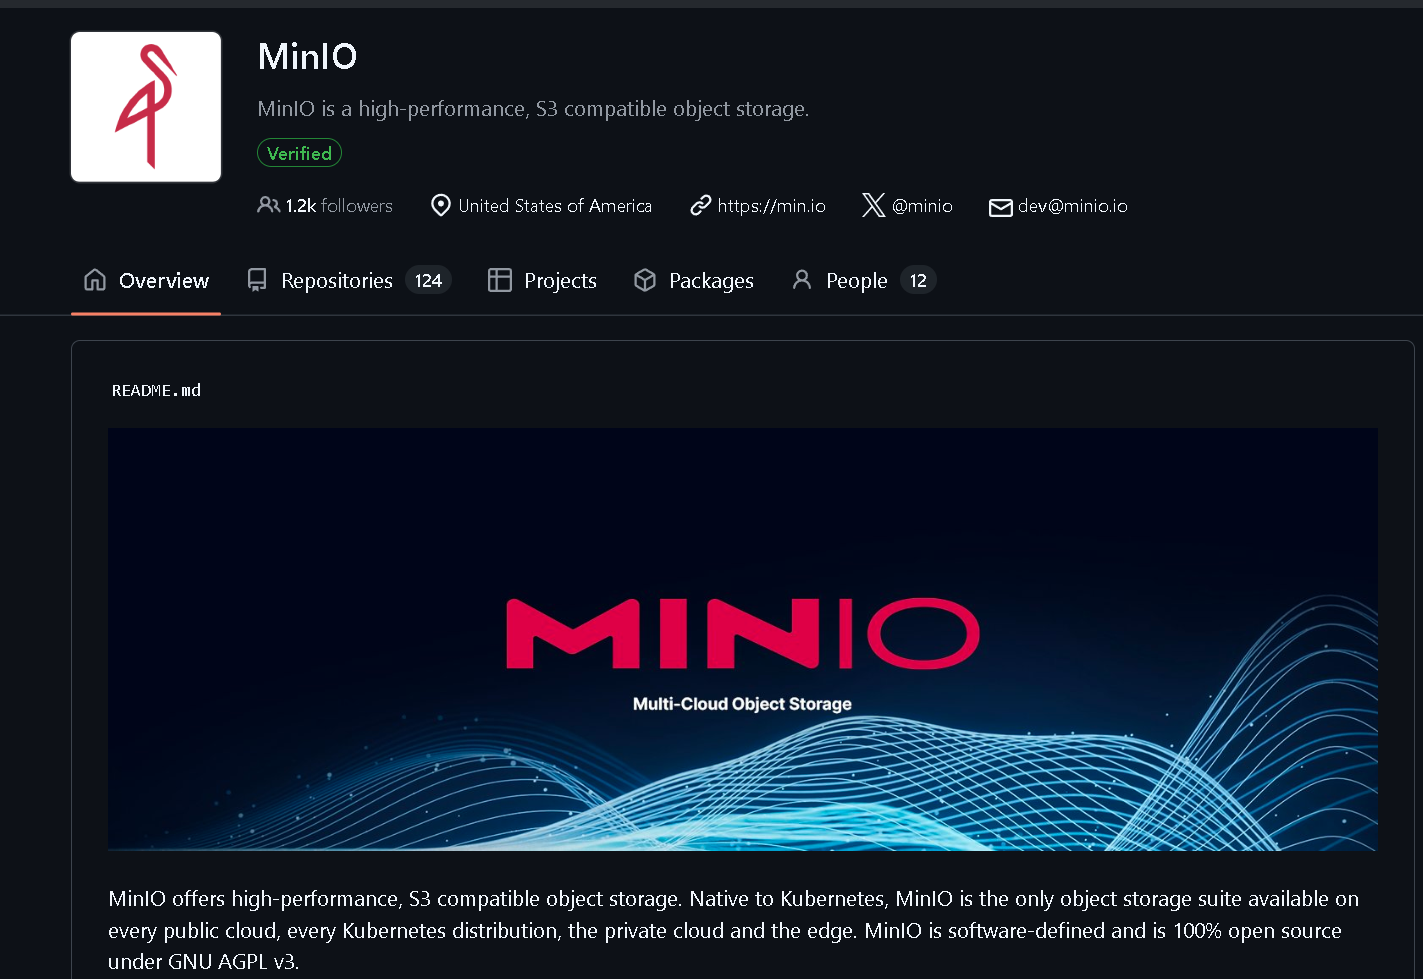 MinIO
MinIO is a high-performance, S3 compatible object storage.
Verified
1.2k followers United States of America https://min.io @minio dev@minio.io
Overview Repositories 124 Projects Packages People 12
README.md
MINIO
Multi-Cloud Object Storage
MinIO offers high-performance, S3 compatible object storage. Native to Kubernetes, MinIO is the only object storage suite available on
every public cloud, every Kubernetes distribution, the private cloud and the edge. MinIO is software-defined and is 100% open source
under GNU AGPL v3.